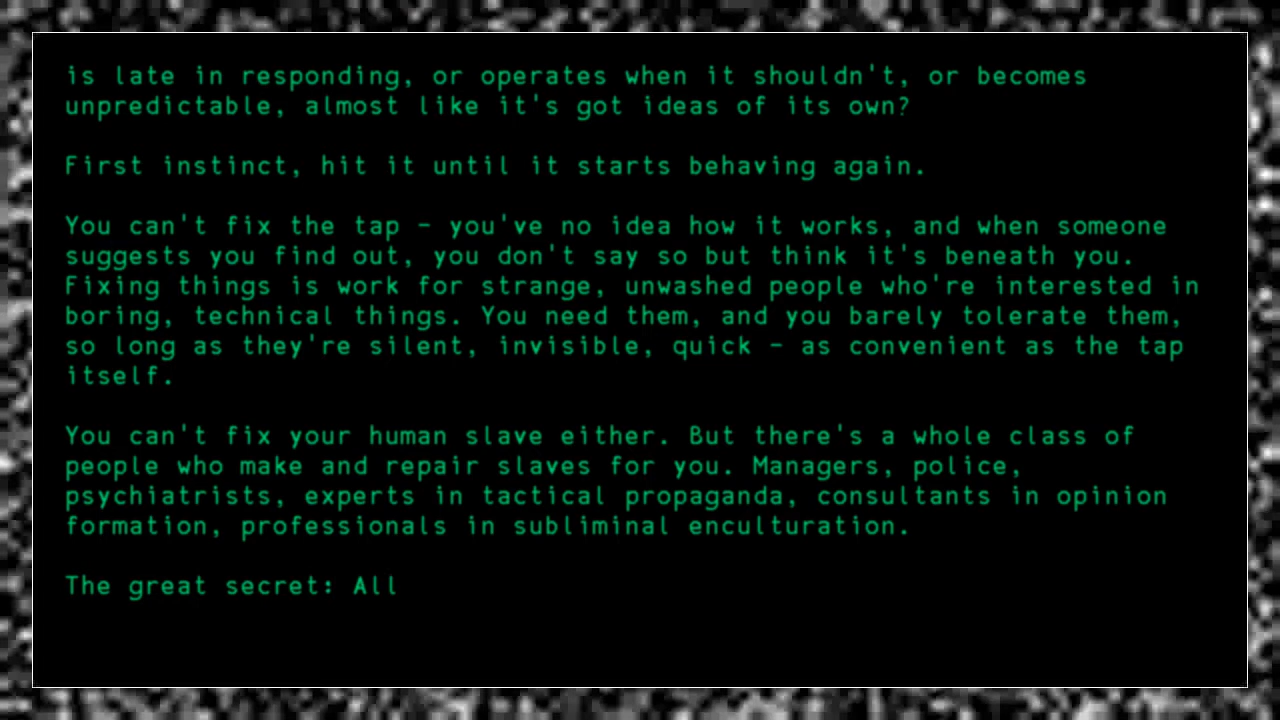 is late in responding, or operates when it shouldn't, or becomes
unpredictable, almost like it's got ideas of its own?
First instinct, hit it until it starts behaving again.
You can't fix the tap - you've no idea how it works, and when someone
suggests you find out, you don't say so but think it's beneath you.
Fixing things is work for strange, unwashed people who're interested in
boring, technical things. You need them, and you barely tolerate them,
so long as they're silent, invisible, quick - as convenient as the tap
itself.
You can't fix your human slave either. But there's a whole class of
people who make and repair slaves for you. Managers, police,
psychiatrists, experts in tactical propaganda, consultants in opinion
formation, professionals in subliminal enculturation.
The great secret: All